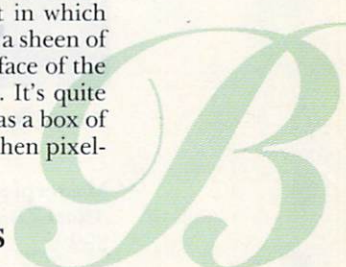 t in which
a sheen of
face of the
. It's quite
as a box of
hen pixel-
s
B